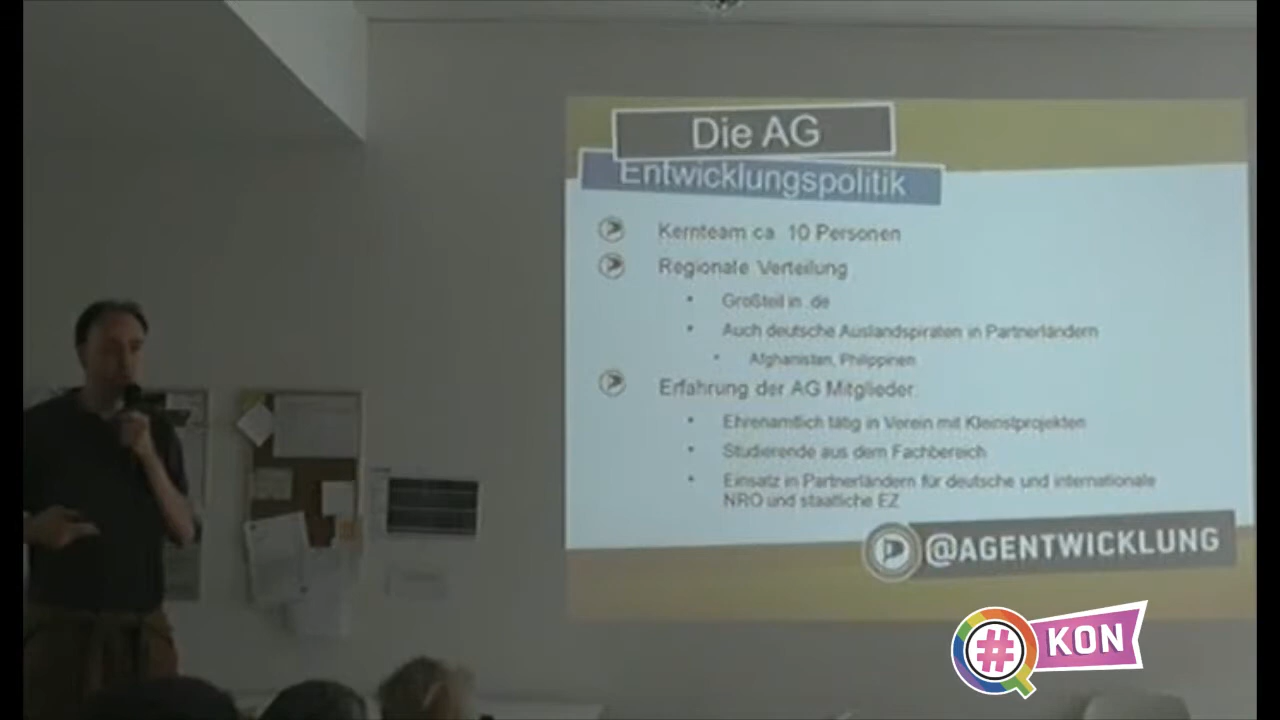 Die AG
Entwicklungspolitik
Kernteam ca. 10 Personen
Regionale Verteilung
Großteil in .de
Auch deutsche Auslandspiraten in Partnerländern
Afghanistan, Philippinen
Erfahrung der AG Mitglieder:
Ehrenamtlich tätig in Verein mit Kleinstprojekten
Studierende aus dem Fachbereich
Einsatz in Partnerländern für deutsche und internationale
NRO und staatliche EZ
@AGENTWICKLUNG
# KON